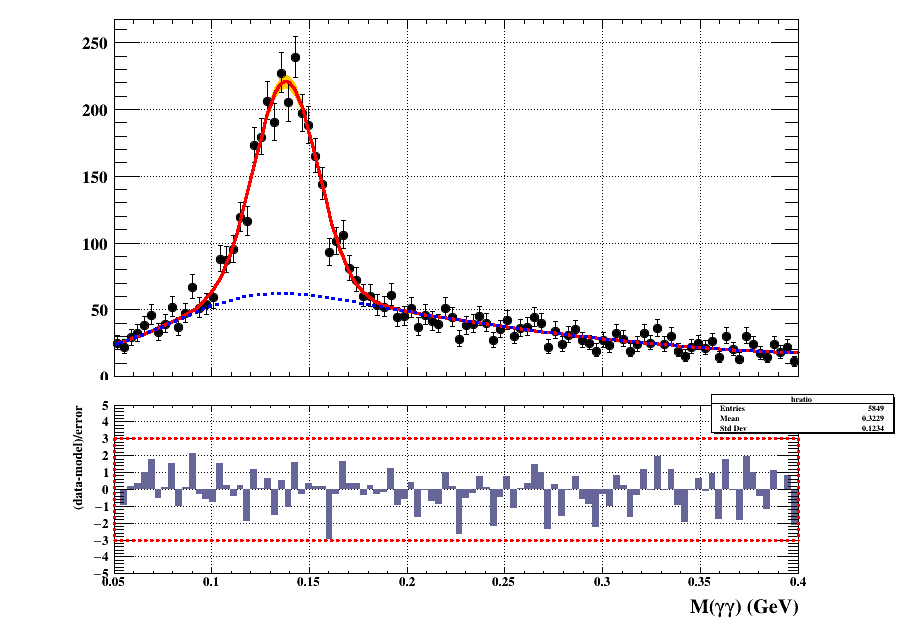 250
200
150
100
50
0
hratio
Entries 5849
Mean 0.3229
Std Dev 0.1234
(data-model)/error
5
4
3
2
1
0
−1
−2
−3
−4
−5
0.05 0.1 0.15 0.2 0.25 0.3 0.35 0.4
M(γγ) (GeV)